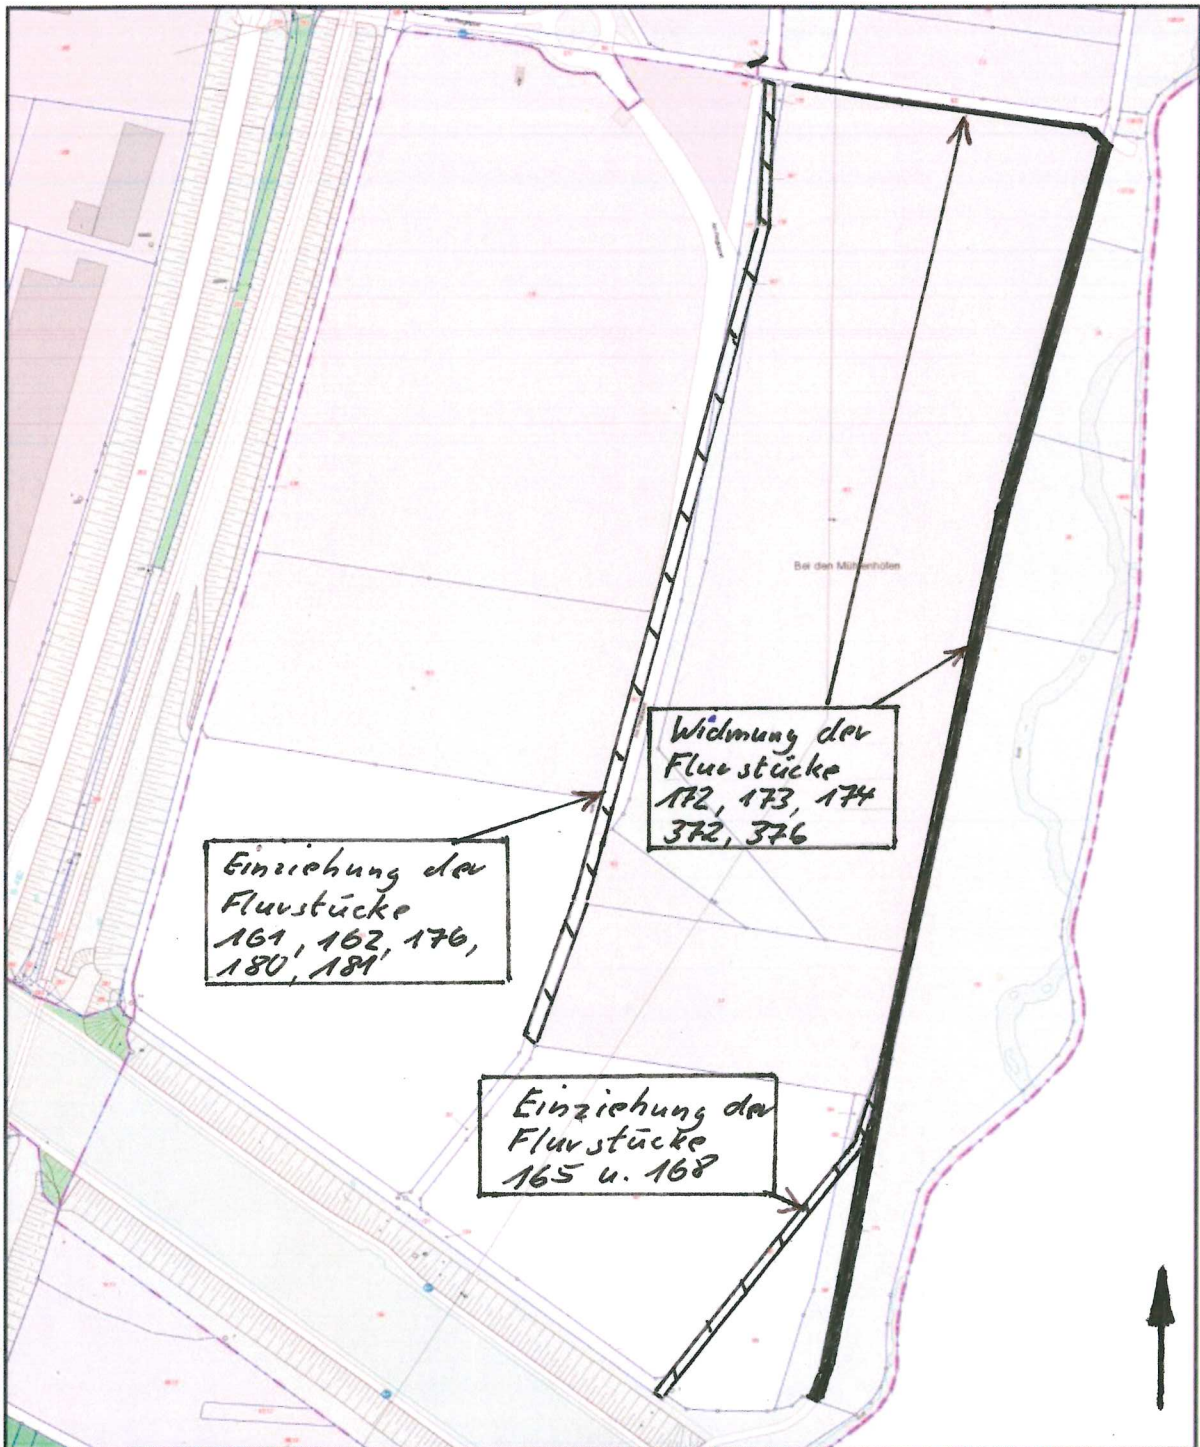 Bei den Mühlenhöfen
Widmung der
Flurstücke
172, 173, 174
372, 376
Einziehung der
Flurstücke
161, 162, 176,
180, 181
Einziehung der
Flurstücke
165 u. 168